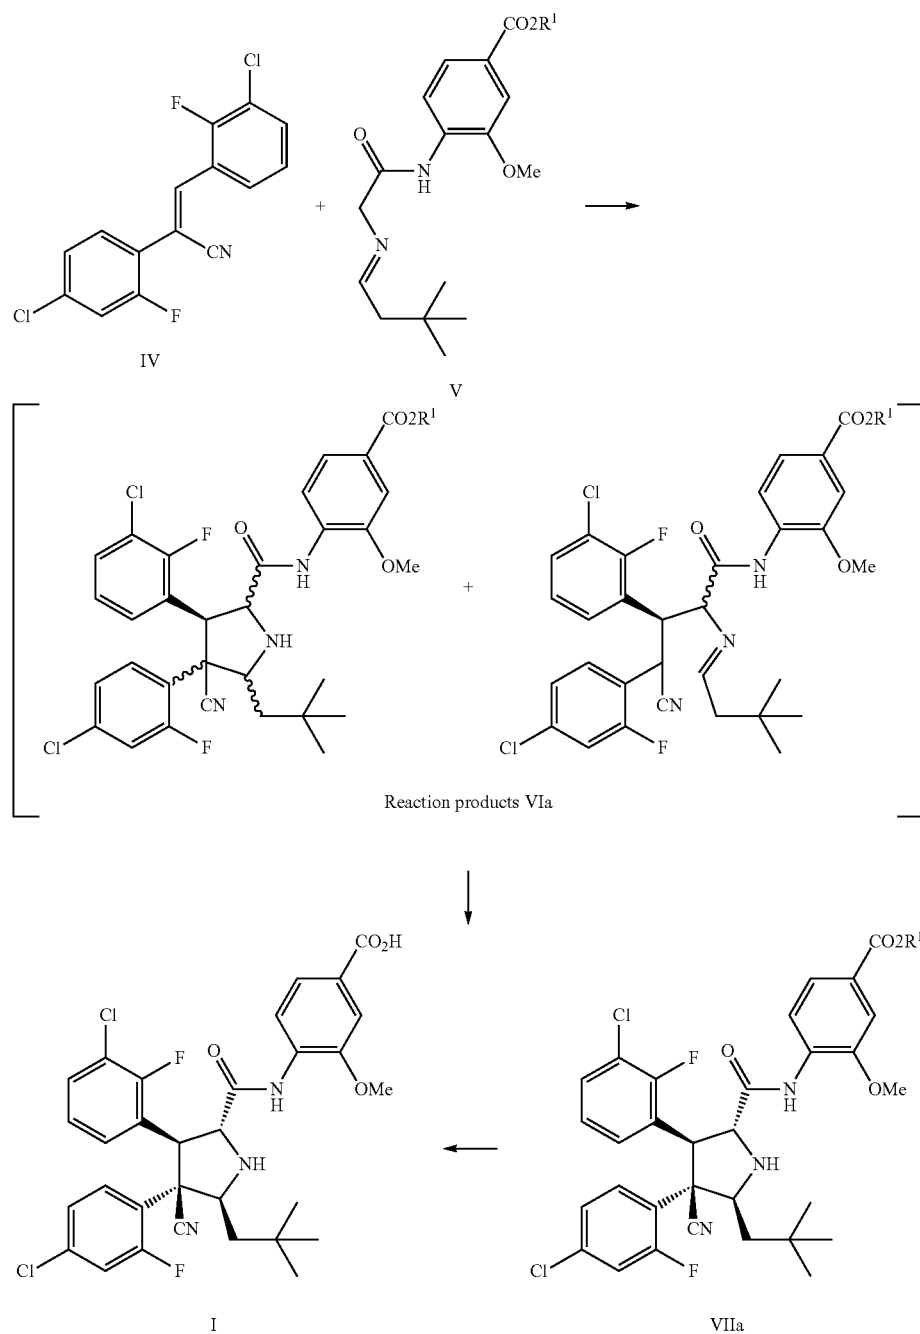 CO2R¹
Cl
F
O
N
H
OMe
+
N
CN
Cl
F
IV
V
CO2R¹
CO2R¹
Cl
F
O
N
H
OMe
NH
CN
Cl
F
+
Cl
F
O
N
H
OMe
N
CN
Cl
F
Reaction products VIa
CO₂H
Cl
F
O
N
H
OMe
NH
CN
Cl
F
I
CO2R¹
Cl
F
O
N
H
OMe
NH
CN
Cl
F
VIIa